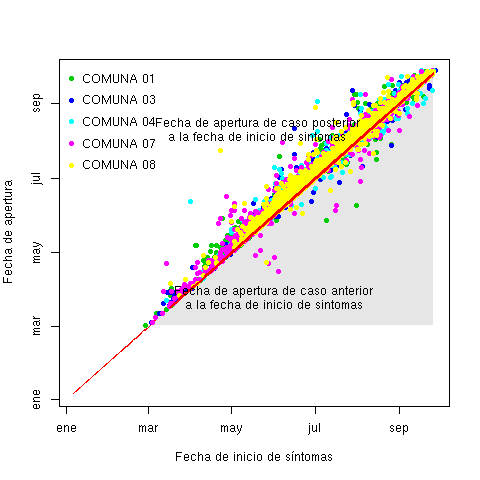 COMUNA 01
COMUNA 03
COMUNA 04
COMUNA 07
COMUNA 08
Fecha de apertura de caso posterior
a la fecha de inicio de sintomas
Fecha de apertura de caso anterior
a la fecha de inicio de sintomas
Fecha de apertura
sep
jul
may
mar
ene
ene mar may jul sep
Fecha de inicio de síntomas